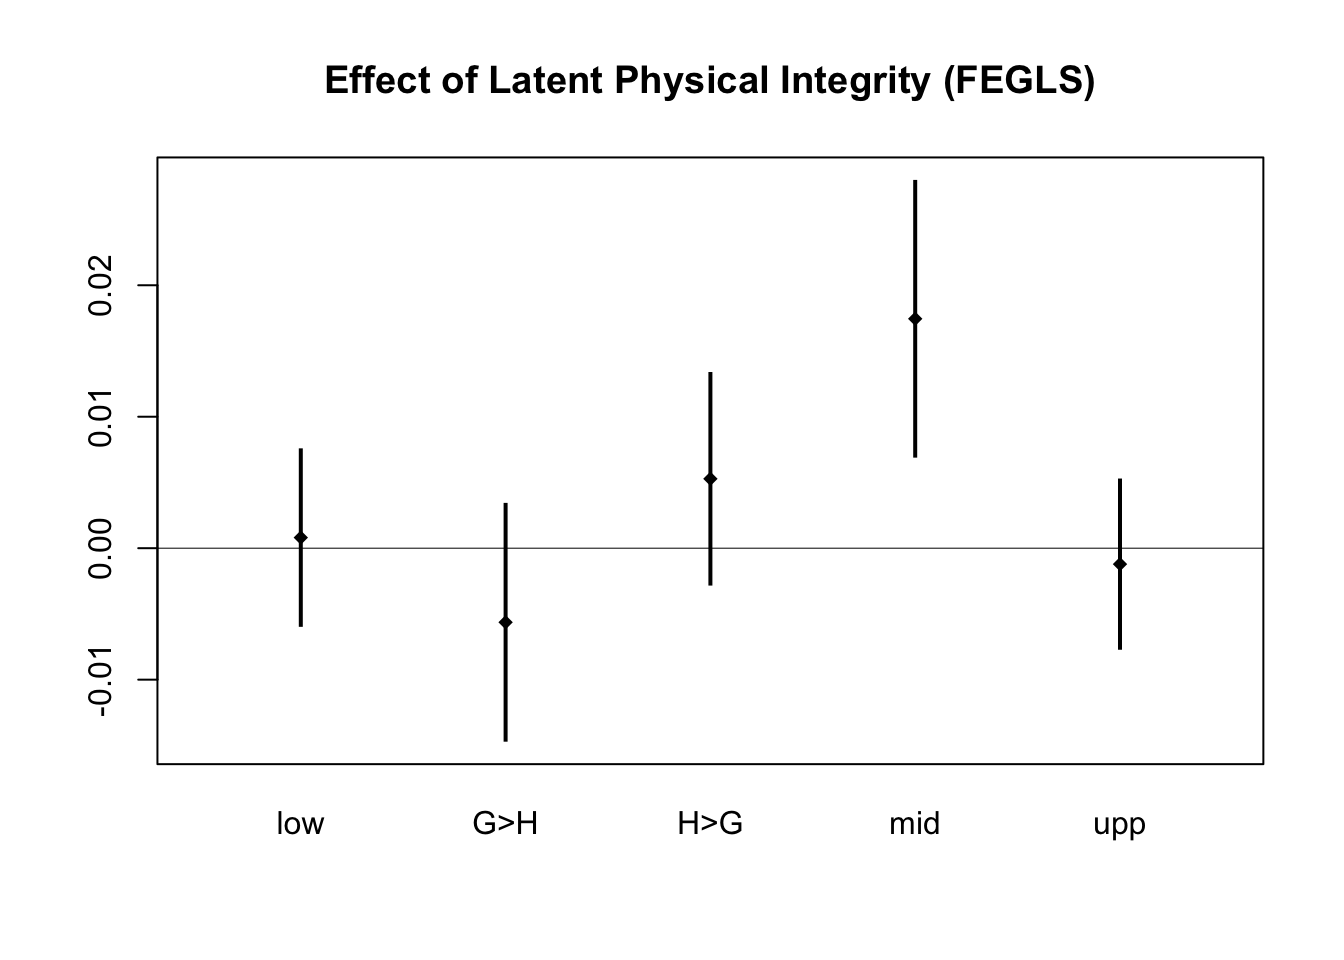 Effect of Latent Physical Integrity (FEGLS)
0.02
0.01
0.00
-0.01
low G>H H>G mid upp